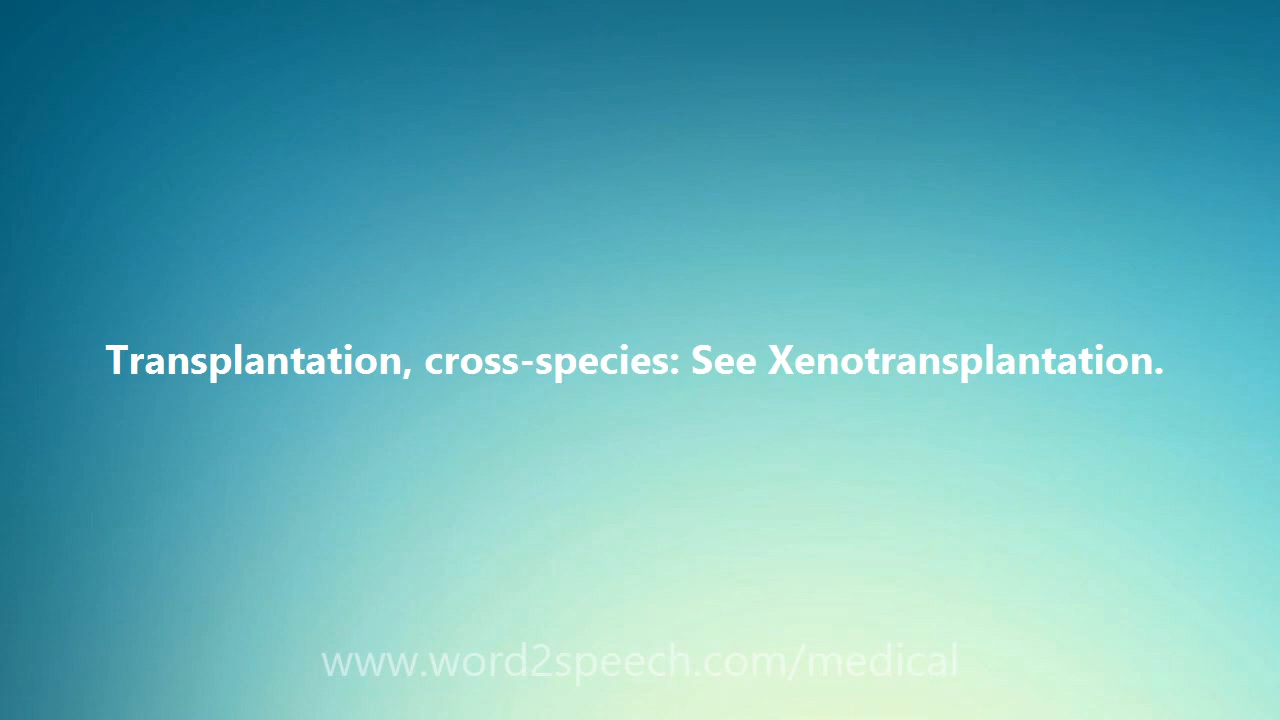 Transplantation, cross-species: See Xenotransplantation.
www.word2speech.com/medical